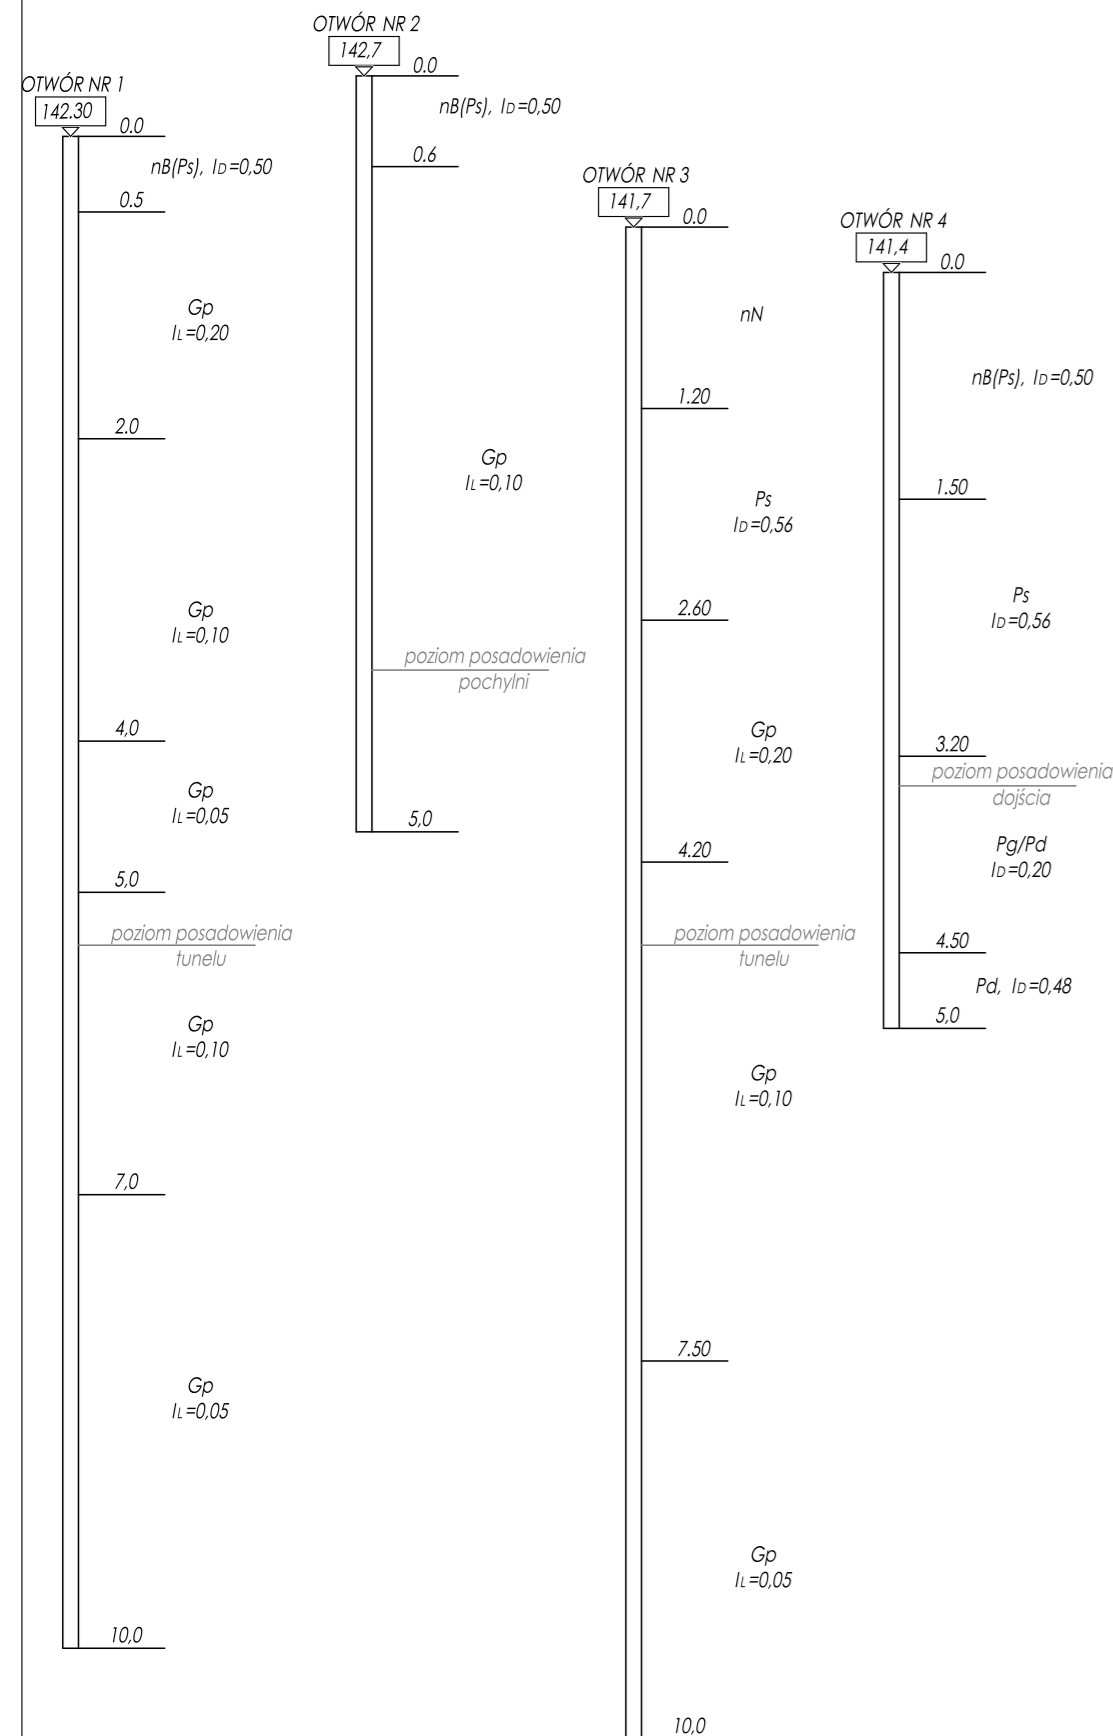 OTWÓR NR 1
142.30
0.0
nB(Ps), ID=0,50
0.5
Gp
IL=0,20
2.0
Gp
IL=0,10
4,0
Gp
IL=0,05
5,0
poziom posadowienia
tunelu
Gp
IL=0,10
7,0
Gp
IL=0,05
10,0
OTWÓR NR 2
142,7
0.0
nB(Ps), ID=0,50
0.6
Gp
IL=0,10
poziom posadowienia
pochylni
5,0
OTWÓR NR 3
141,7
0.0
nN
1.20
Ps
ID=0,56
2.60
Gp
IL=0,20
4.20
poziom posadowienia
tunelu
Gp
IL=0,10
7.50
Gp
IL=0,05
10,0
OTWÓR NR 4
141,4
0.0
nB(Ps), ID=0,50
1.50
Ps
ID=0,56
3.20
poziom posadowienia
dojścia
Pg/Pd
ID=0,20
4.50
Pd, ID=0,48
5,0